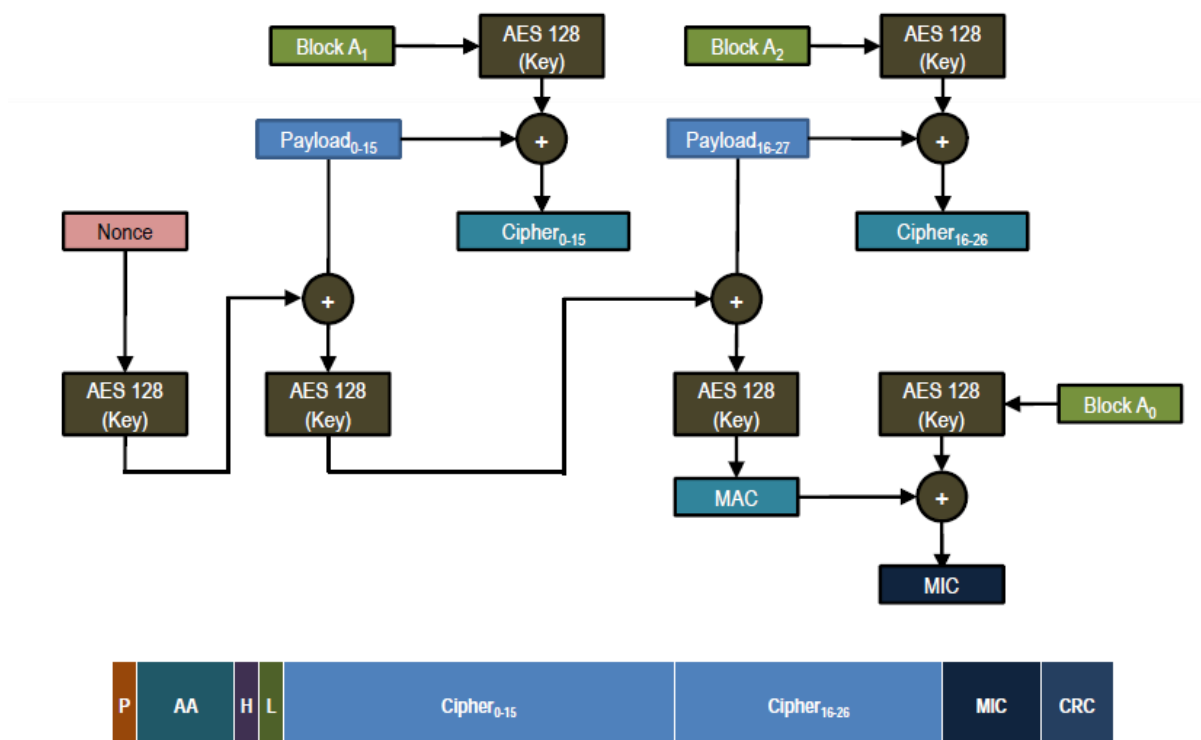 Block A₁
AES 128
(Key)
Block A₂
AES 128
(Key)
Payload₀₋₁₅
+
Payload₁₆₋₂₇
+
Nonce
Cipher₀₋₁₅
Cipher₁₆₋₂₆
+
+
AES 128
(Key)
AES 128
(Key)
AES 128
(Key)
AES 128
(Key)
Block A₀
MAC
+
MIC
P
AA
H
L
Cipher₀₋₁₅
Cipher₁₆₋₂₆
MIC
CRC